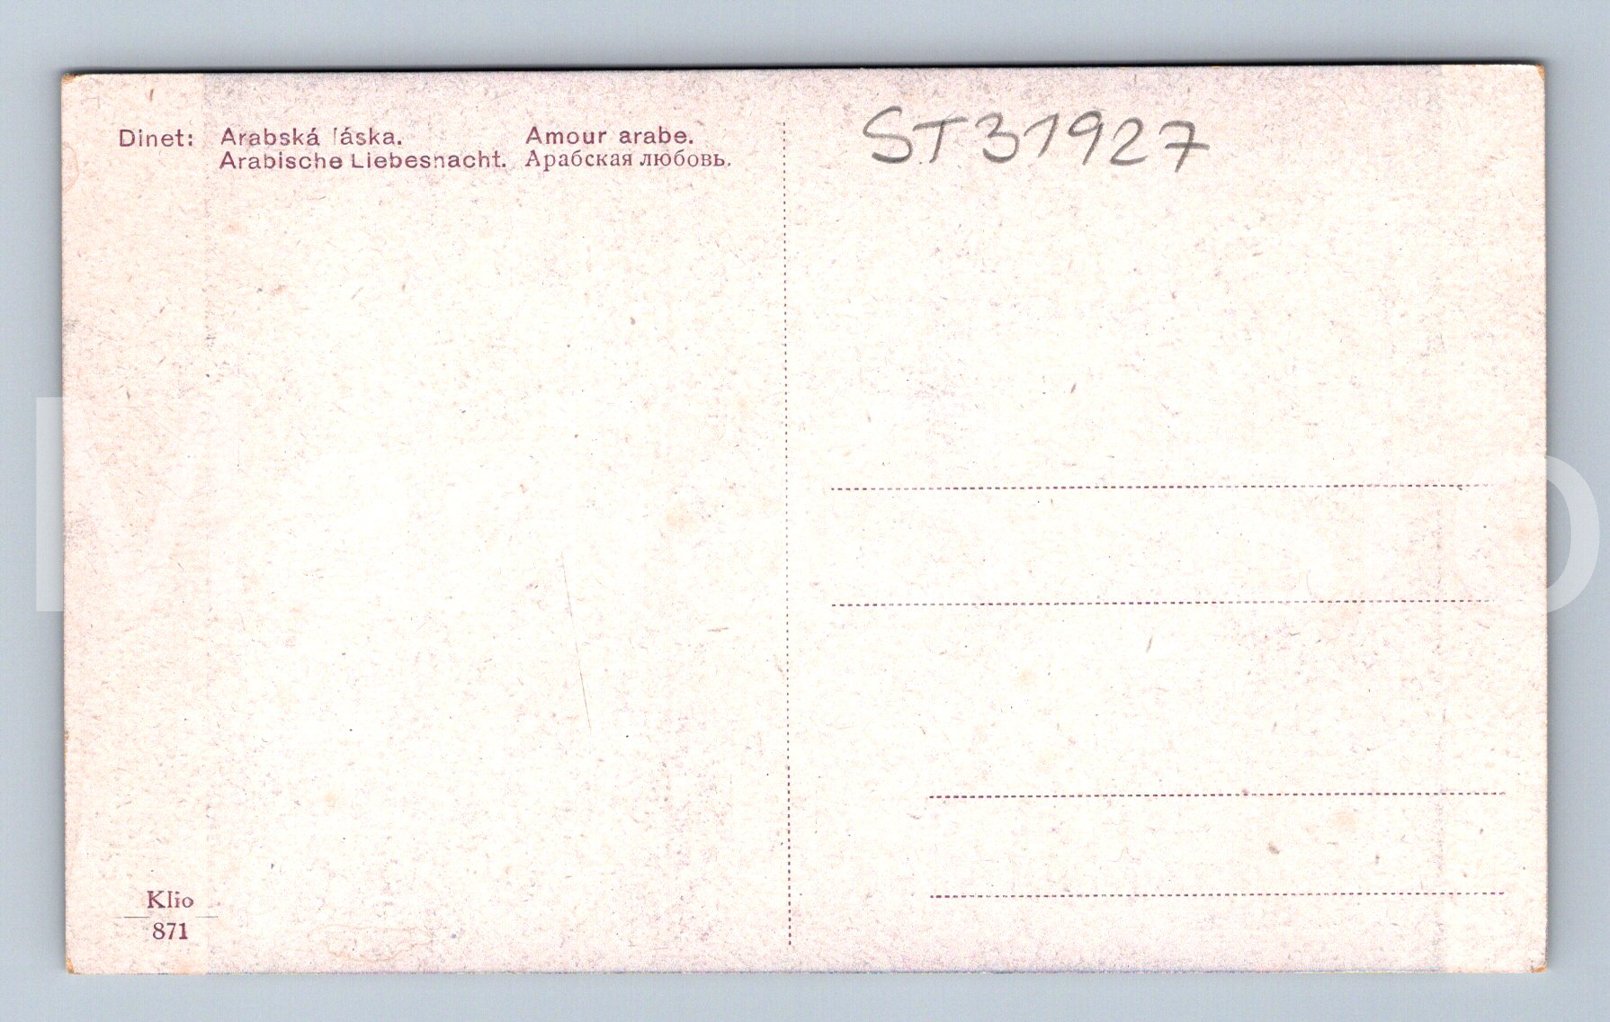 Dinet: Arabská láska. Amour arabe.
Arabische Liebesnacht. Арабская любовь.
ST31927
Klio
871